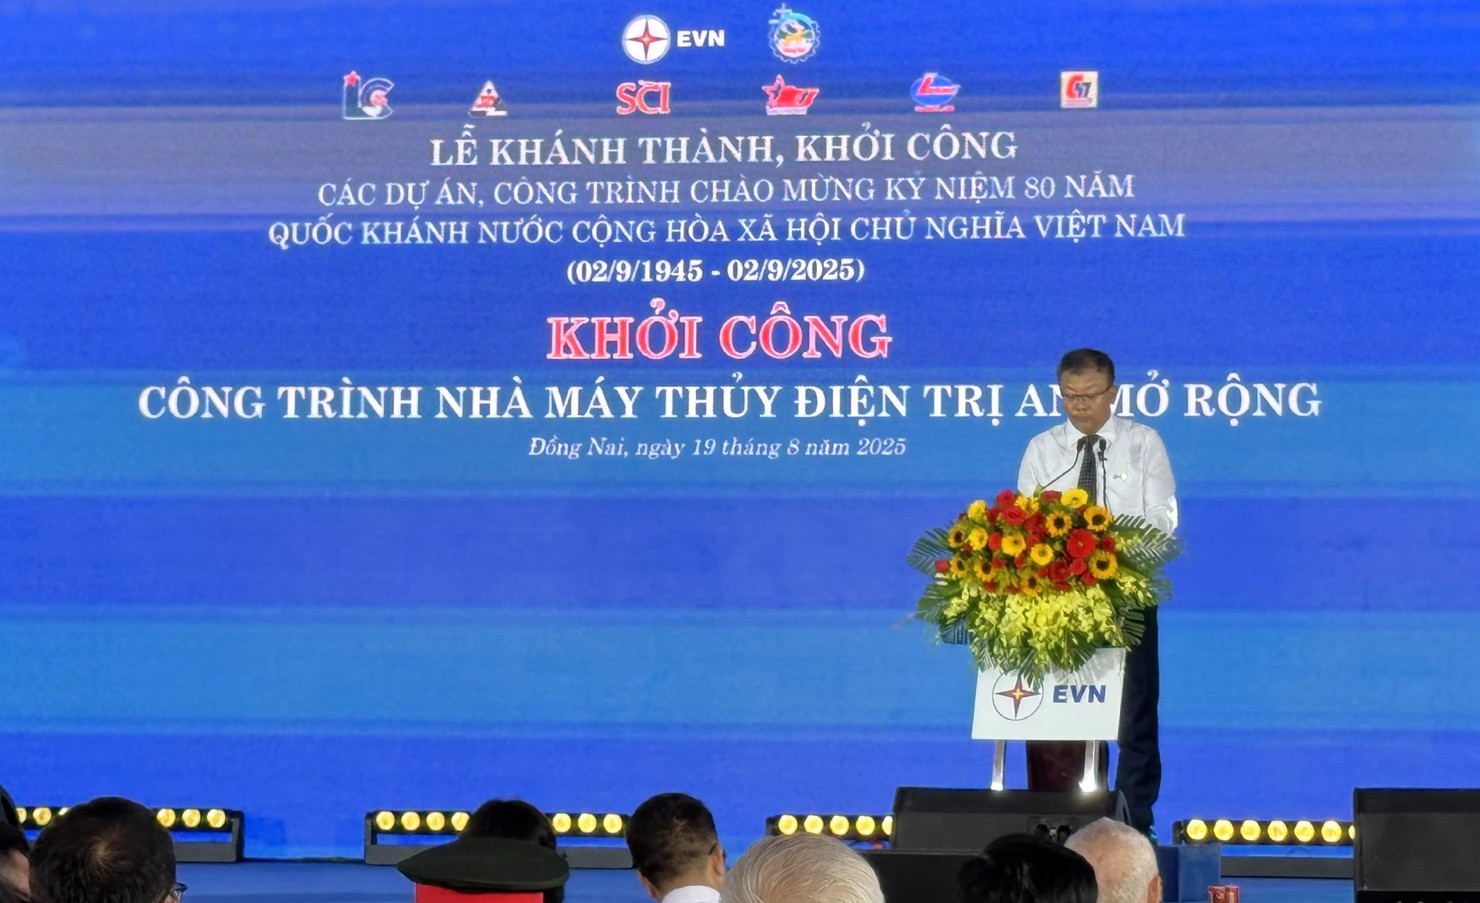 EVN
SCI
LỄ KHÁNH THÀNH, KHỞI CÔNG
CÁC DỰ ÁN, CÔNG TRÌNH CHÀO MỪNG KỶ NIỆM 80 NĂM
QUỐC KHÁNH NƯỚC CỘNG HÒA XÃ HỘI CHỦ NGHĨA VIỆT NAM
(02/9/1945 - 02/9/2025)
KHỞI CÔNG
CÔNG TRÌNH NHÀ MÁY THỦY ĐIỆN TRỊ AN MỞ RỘNG
Đồng Nai, ngày 19 tháng 8 năm 2025
EVN